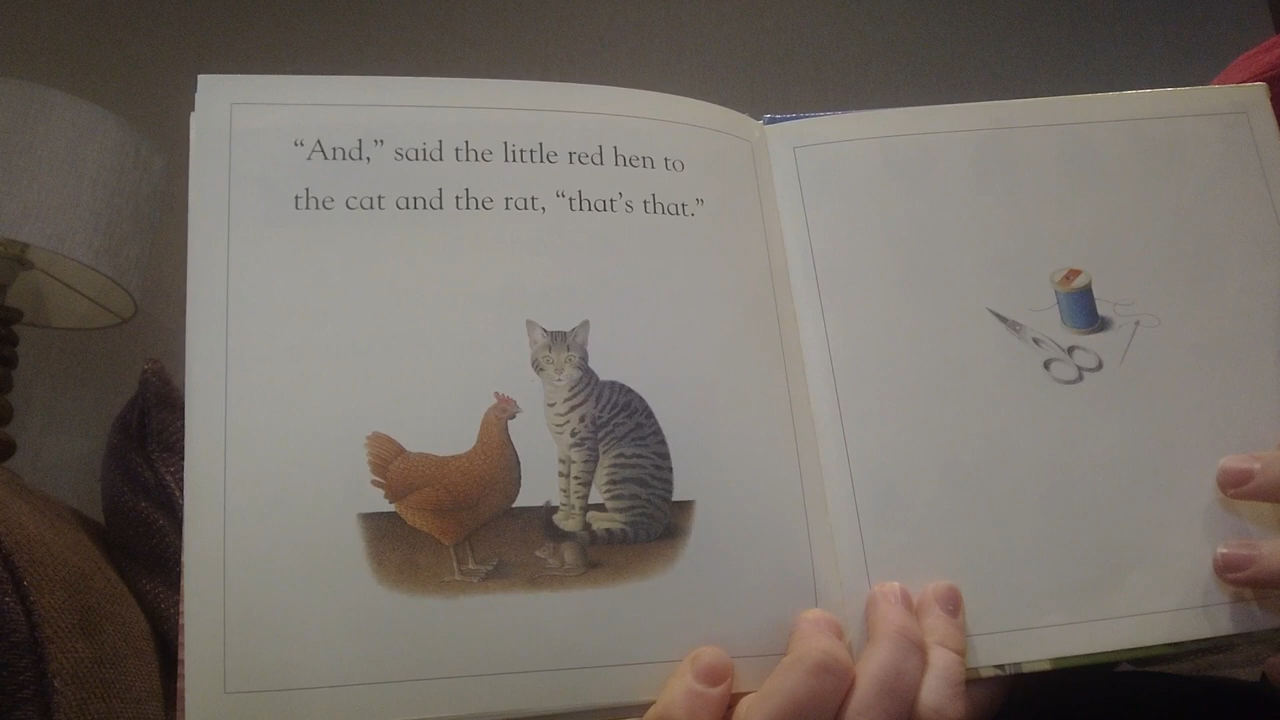 “And,” said the little red hen to
the cat and the rat, “that’s that.”